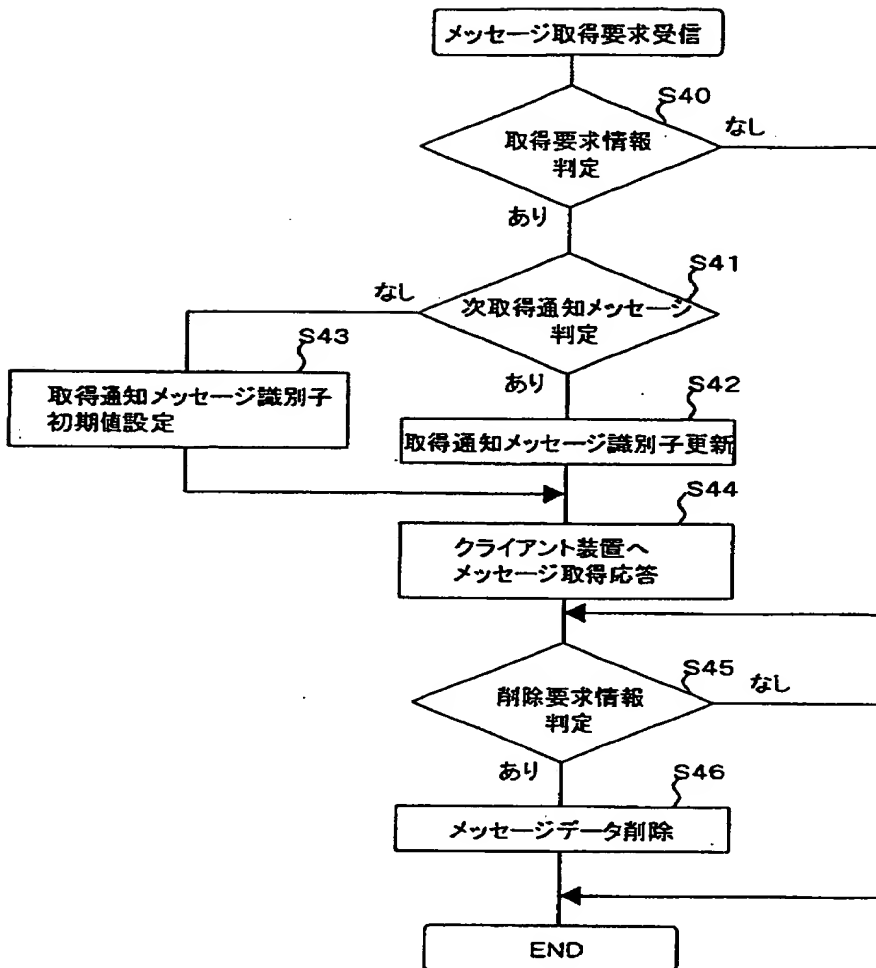 メッセージ取得要求受信
S40
取得要求情報
判定
なし
あり
S41
次取得通知メッセージ
判定
なし
あり
S43
取得通知メッセージ識別子
初期値設定
S42
取得通知メッセージ識別子更新
S44
クライアント装置へ
メッセージ取得応答
S45
削除要求情報
判定
なし
あり
S46
メッセージデータ削除
END